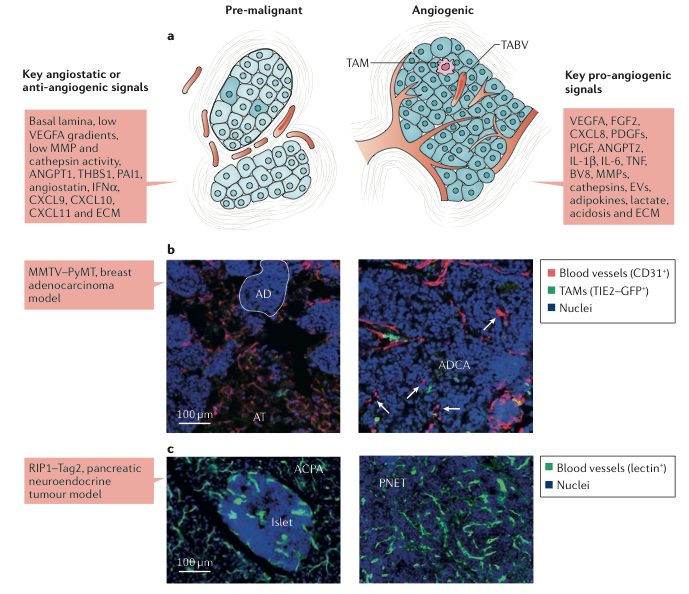 Pre-malignant
Angiogenic
a
TAM
TABV
Key angiostatic or
anti-angiogenic signals
Basal lamina, low
VEGFA gradients,
low MMP and
cathepsin activity,
ANGPT1, THBS1, PAI1,
angiostatin, IFNα,
CXCL9, CXCL10,
CXCL11 and ECM
Key pro-angiogenic
signals
VEGFA, FGF2,
CXCL8, PDGFs,
PlGF, ANGPT2,
IL-1β, IL-6, TNF,
BV8, MMPs,
cathepsins, EVs,
adipokines, lactate,
acidosis and ECM
b
MMTV–PyMT, breast
adenocarcinoma
model
AD
AT
100 µm
ADCA
Blood vessels (CD31⁺)
TAMs (TIE2–GFP⁺)
Nuclei
c
RIP1–Tag2, pancreatic
neuroendocrine
tumour model
ACPA
Islet
100 µm
PNET
Blood vessels (lectin⁺)
Nuclei